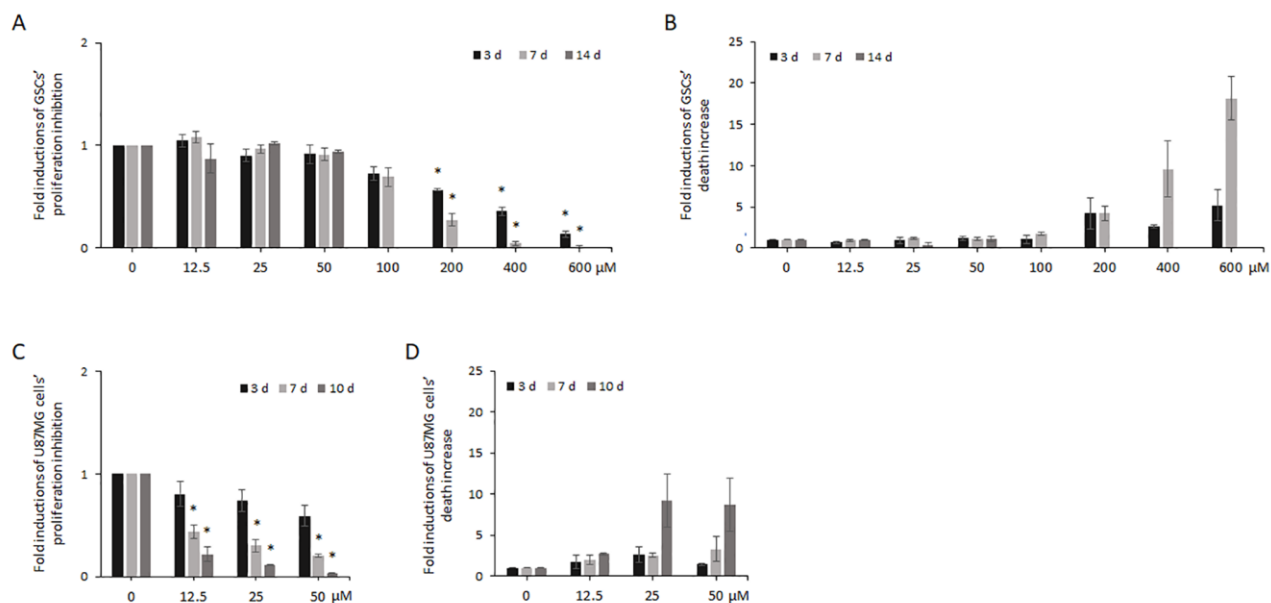 A
Fold inductions of GSCs'
proliferation inhibition
2
1
0
3 d 7 d 14 d
* * * * * *
0 12.5 25 50 100 200 400 600 µM
B
Fold inductions of GSCs'
death increase
25
20
15
10
5
0
3 d 7 d 14 d
0 12.5 25 50 100 200 400 600 µM
C
Fold inductions of U87MG cells'
proliferation inhibition
2
1
0
3 d 7 d 10 d
* * * * * *
0 12.5 25 50 µM
D
Fold inductions of U87MG cells'
death increase
25
20
15
10
5
0
3 d 7 d 10 d
0 12.5 25 50 µM